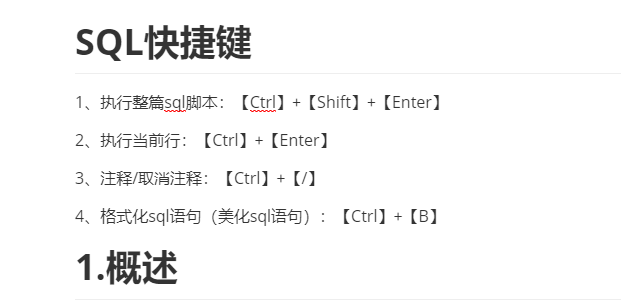 SQL快捷键
1、执行整篇sql脚本：【Ctrl】+【Shift】+【Enter】
2、执行当前行：【Ctrl】+【Enter】
3、注释/取消注释：【Ctrl】+【/】
4、格式化sql语句（美化sql语句）：【Ctrl】+【B】
1.概述